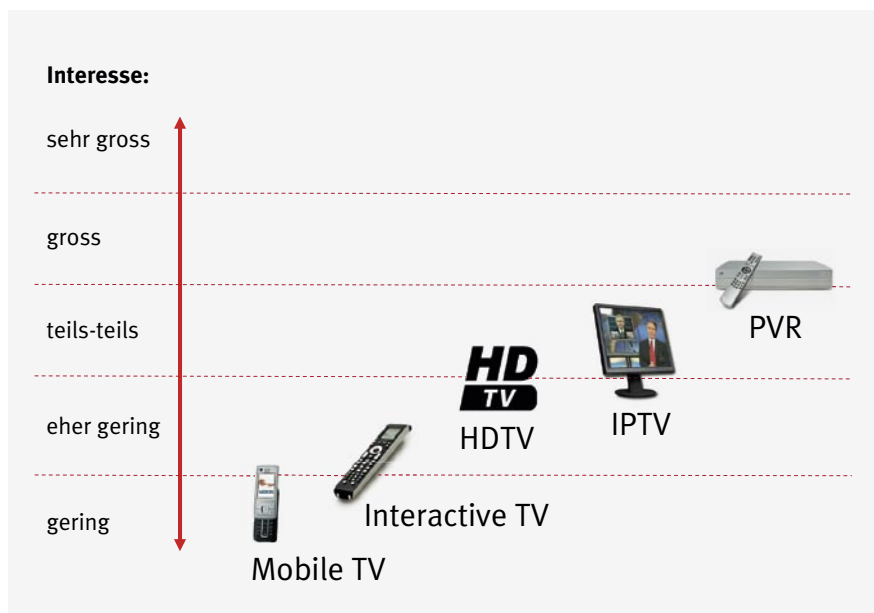 Interesse:
sehr gross
gross
teils-teils
eher gering
gering
PVR
HD
TV
HDTV
IPTV
Interactive TV
Mobile TV